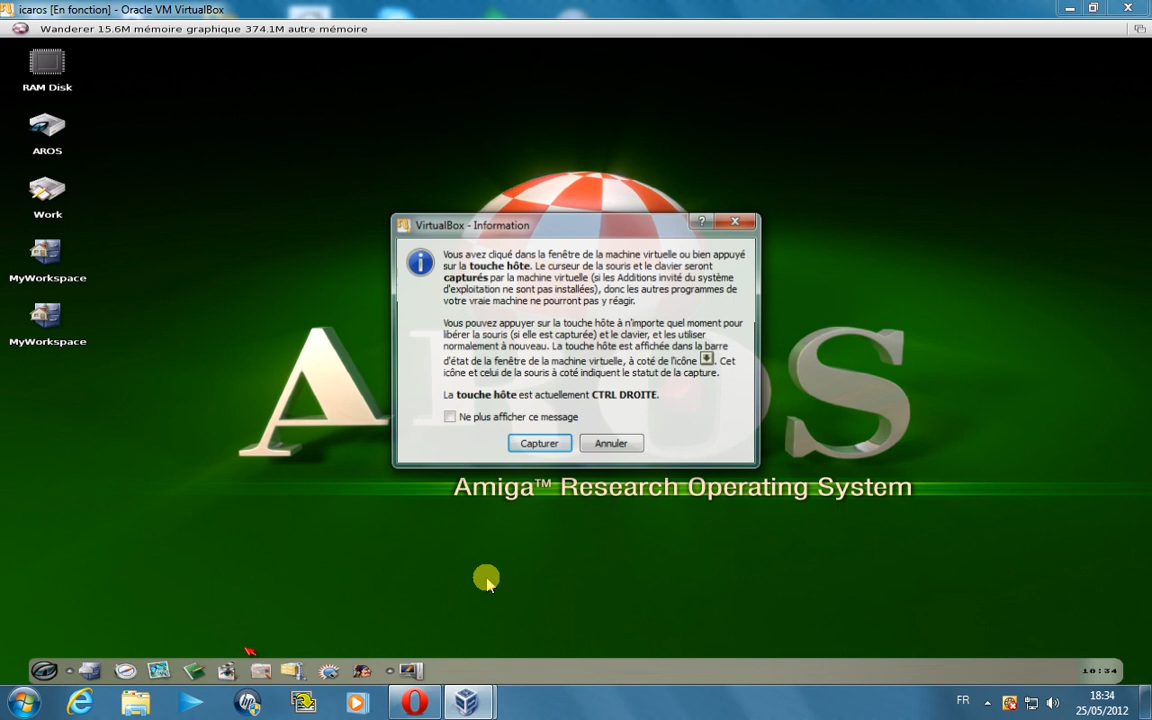 icaros [En fonction] - Oracle VM VirtualBox
Wanderer 15.6M mémoire graphique 374.1M autre mémoire
RAM Disk
AROS
Work
MyWorkspace
MyWorkspace
VirtualBox - Information
Vous avez cliqué dans la fenêtre de la machine virtuelle ou bien appuyé
sur la touche hôte. Le curseur de la souris et le clavier seront
capturés par la machine virtuelle (si les Additions invité du système
d'exploitation ne sont pas installées), donc les autres programmes de
votre vraie machine ne pourront pas y réagir.
Vous pouvez appuyer sur la touche hôte à n'importe quel moment pour
libérer la souris (si elle est capturée) et le clavier, et les utiliser
normalement à nouveau. La touche hôte est affichée dans la barre
d'état de la fenêtre de la machine virtuelle, à coté de l'icône . Cet
icône et celui de la souris à coté indiquent le statut de la capture.
La touche hôte est actuellement CTRL DROITE.
Ne plus afficher ce message
Capturer
Annuler
AROS
Amiga™ Research Operating System
18:34
FR
18:34
25/05/2012